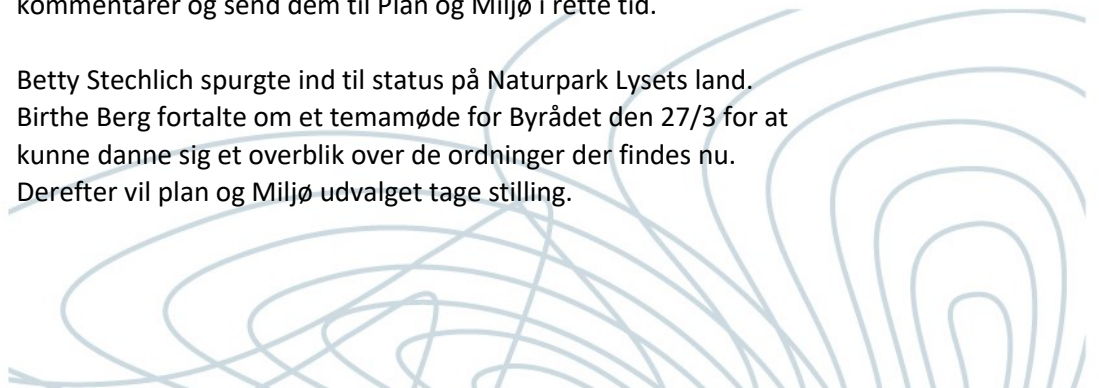 kommentarer og send dem til Plan og Miljø i rette tid.
Betty Stechlich spurgte ind til status på Naturpark Lysets land.
Birthe Berg fortalte om et temamøde for Byrådet den 27/3 for at
kunne danne sig et overblik over de ordninger der findes nu.
Derefter vil plan og Miljø udvalget tage stilling.